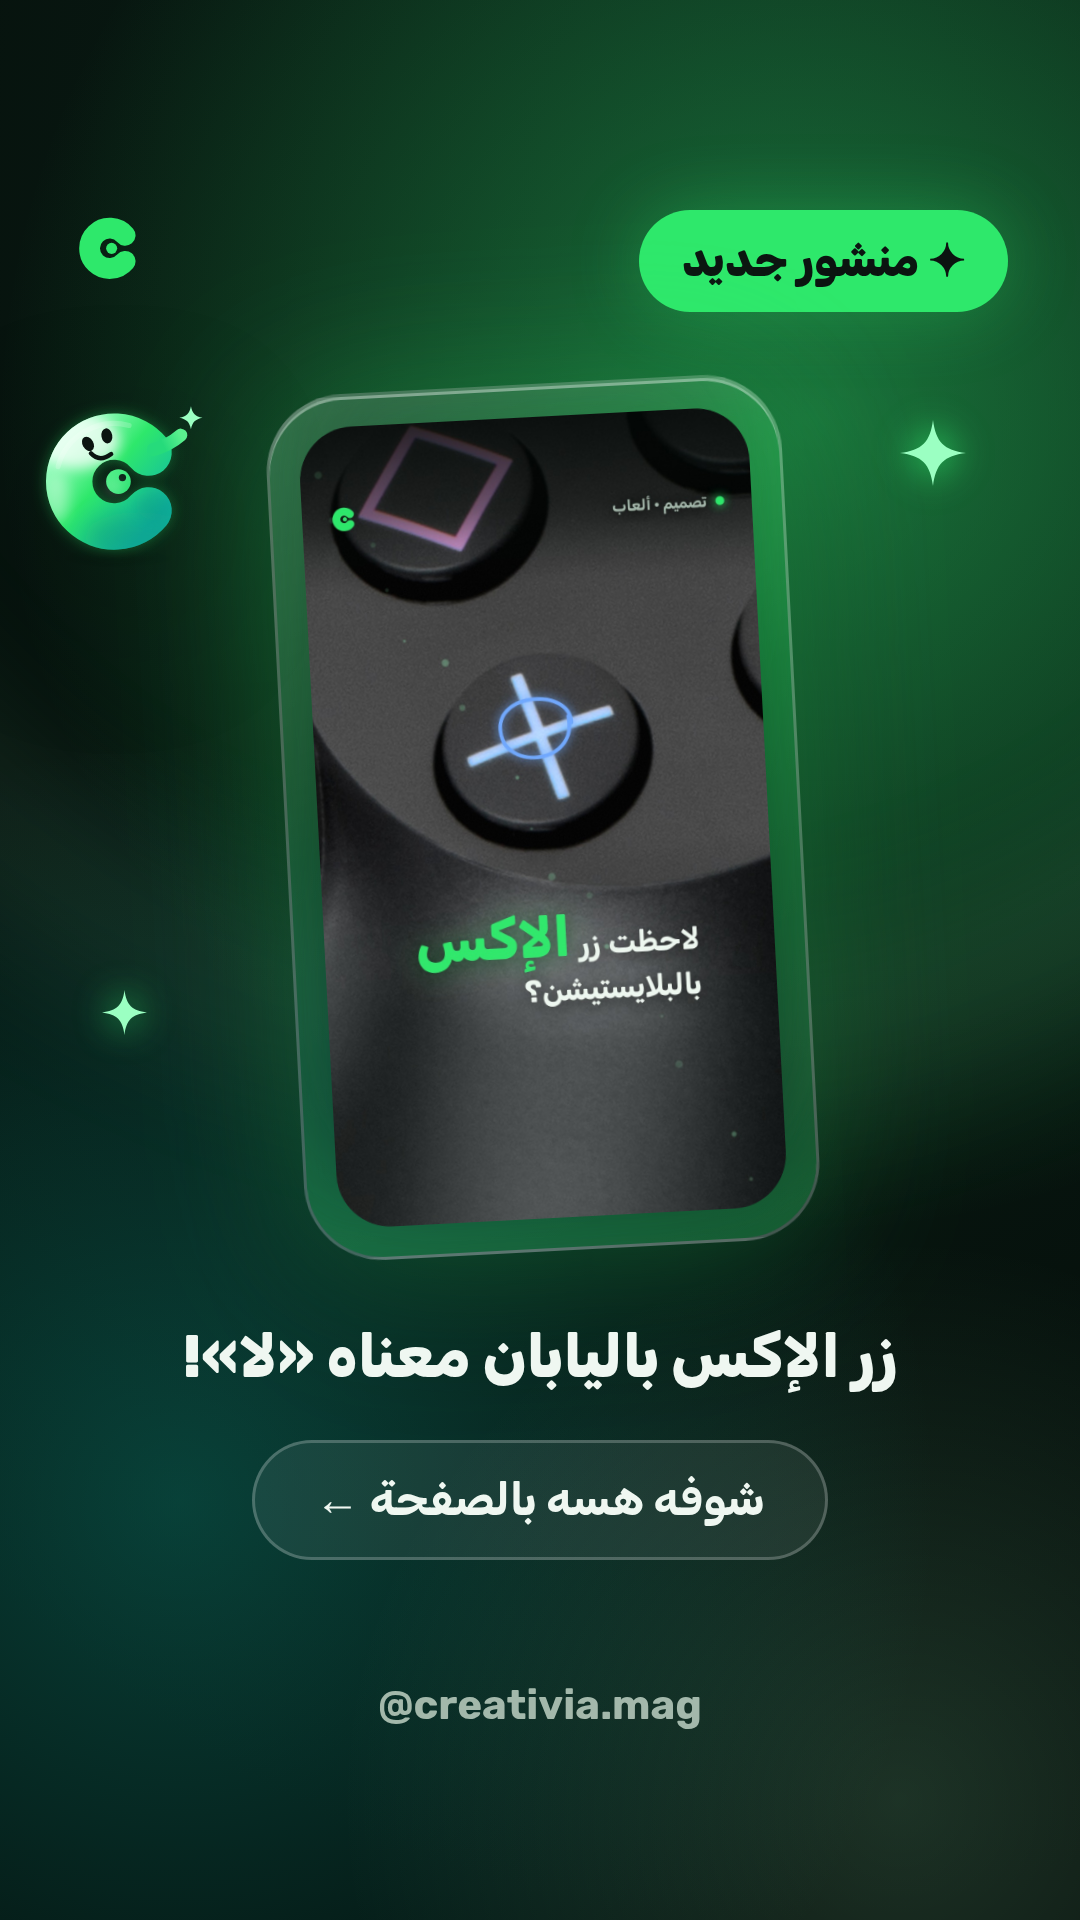 منشور جديد
تصميم • ألعاب
لاحظت زر الإكس
بالبلايستيشن؟
زر الإكس باليابان معناه «لا»!
شوفه هسه بالصفحة ←
@creativia.mag